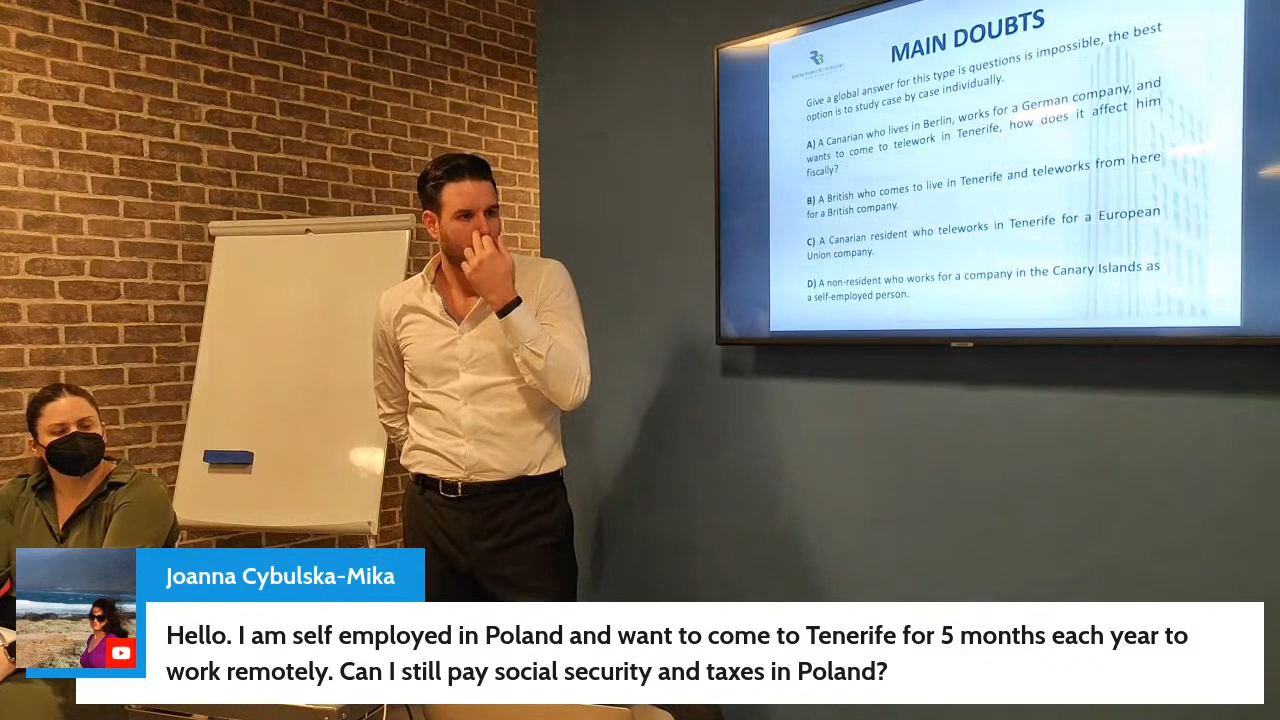 MAIN DOUBTS
Give a global answer for this type is questions is impossible, the best
option is to study case by case individually.
A) A Canarian who lives in Berlin, works for a German company, and
wants to come to telework in Tenerife, how does it affect him
fiscally?
B) A British who comes to live in Tenerife and teleworks from here
for a British company.
C) A Canarian resident who teleworks in Tenerife for a European
Union company.
D) A non-resident who works for a company in the Canary Islands as
a self-employed person.
Joanna Cybulska-Mika
Hello. I am self employed in Poland and want to come to Tenerife for 5 months each year to
work remotely. Can I still pay social security and taxes in Poland?